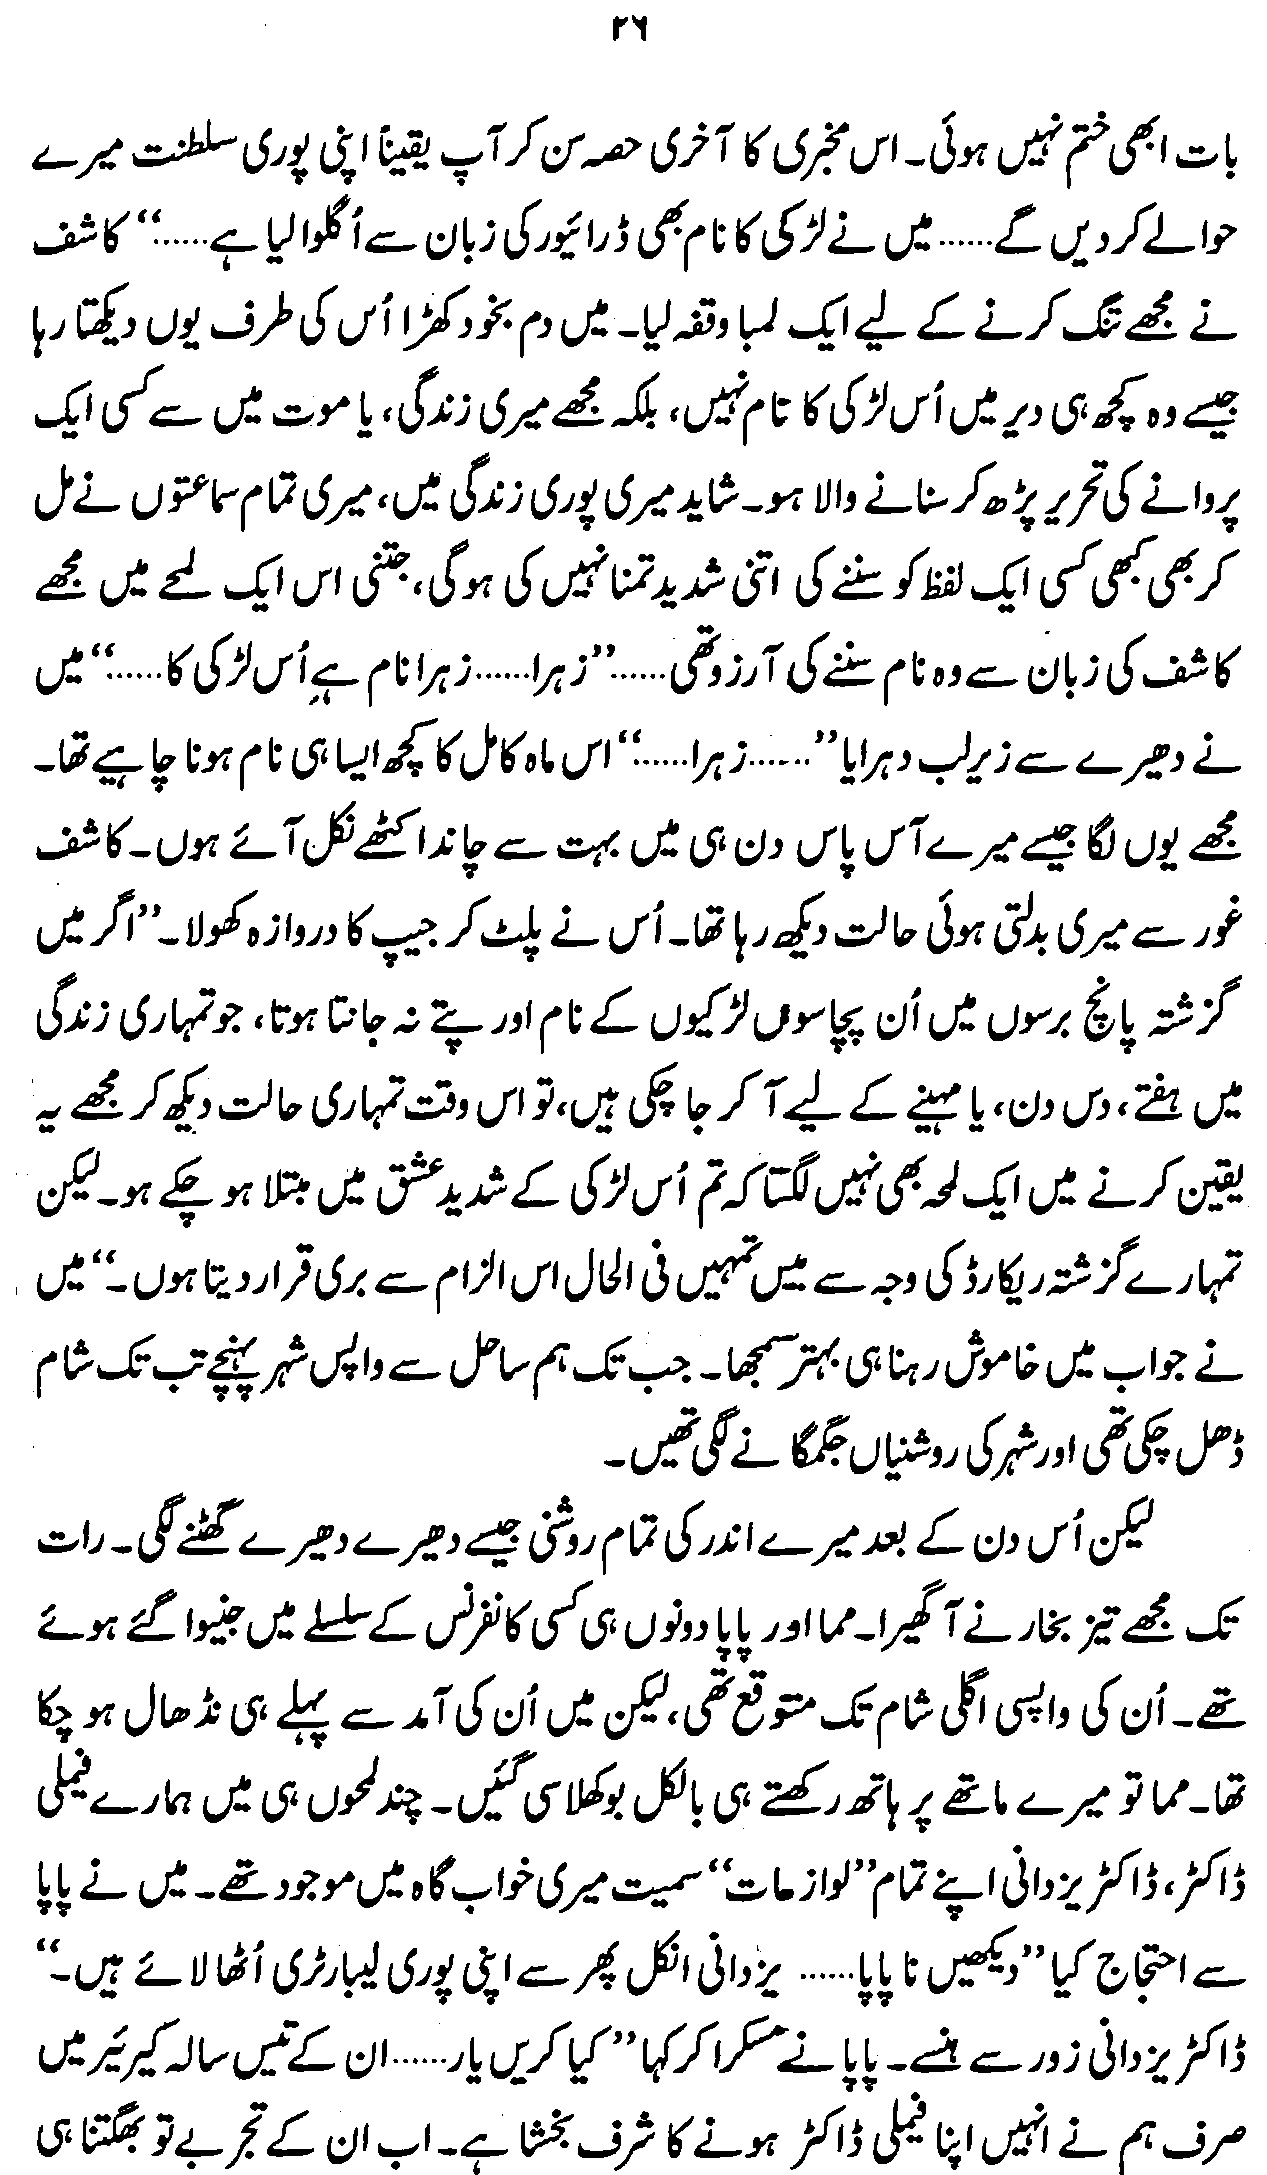 ۲۶
بات ابھی ختم نہیں ہوئی۔ اس مخبری کا آخری حصہ سن کر آپ یقیناً اپنی پوری سلطنت میرے
حوالے کر دیں گے...... میں نے لڑکی کا نام بھی ڈرائیور کی زبان سے اُگلوا لیا ہے......‘‘ کاشف
نے مجھے تنگ کرنے کے لیے ایک لمبا وقفہ لیا۔ میں دم بخود کھڑا اُس کی طرف یوں دیکھتا رہا
جیسے وہ کچھ ہی دیر میں اُس لڑکی کا نام نہیں، بلکہ مجھے میری زندگی، یا موت میں سے کسی ایک
پروانے کی تحریر پڑھ کر سنانے والا ہو۔ شاید میری پوری زندگی میں، میری تمام سماعتوں نے مل
کر بھی کبھی کسی ایک لفظ کو سننے کی اتنی شدید تمنا نہیں کی ہوگی، جتنی اس ایک لمحے میں مجھے
کاشف کی زبان سے وہ نام سننے کی آرزو تھی......’’زہرا......زہرا نام ہے اُس لڑکی کا......‘‘ میں
نے دھیرے سے زیرِلب دہرایا ’’......زہرا......‘‘ اس ماہ کامل کا کچھ ایسا ہی نام ہونا چاہیے تھا۔
مجھے یوں لگا جیسے میرے آس پاس دن ہی میں بہت سے چاند اکٹھے نکل آئے ہوں۔ کاشف
غور سے میری بدلتی ہوئی حالت دیکھ رہا تھا۔ اُس نے پلٹ کر جیپ کا دروازہ کھولا۔ ’’اگر میں
گزشتہ پانچ برسوں میں اُن پچاسوں لڑکیوں کے نام اور پتے نہ جانتا ہوتا، جو تمہاری زندگی
میں ہفتے، دس دن، یا مہینے کے لیے آ کر جا چکی ہیں، تو اس وقت تمہاری حالت دیکھ کر مجھے یہ
یقین کرنے میں ایک لمحہ بھی نہیں لگتا کہ تم اُس لڑکی کے شدید عشق میں مبتلا ہو چکے ہو۔ لیکن
تمہارے گزشتہ ریکارڈ کی وجہ سے میں تمہیں فی الحال اس الزام سے بری قرار دیتا ہوں۔‘‘ میں
نے جواب میں خاموش رہنا ہی بہتر سمجھا۔ جب تک ہم ساحل سے واپس شہر پہنچے تب تک شام
ڈھل چکی تھی اور شہر کی روشنیاں جگمگانے لگی تھیں۔
لیکن اُس دن کے بعد میرے اندر کی تمام روشنی جیسے دھیرے دھیرے گھٹنے لگی۔ رات
تک مجھے تیز بخار نے آ گھیرا۔ مما اور پاپا دونوں ہی کسی کانفرنس کے سلسلے میں جنیوا گئے ہوئے
تھے۔ اُن کی واپسی اگلی شام تک متوقع تھی، لیکن میں اُن کی آمد سے پہلے ہی نڈھال ہو چکا
تھا۔ مما تو میرے ماتھے پر ہاتھ رکھتے ہی بالکل بوکھلا سی گئیں۔ چند لمحوں ہی میں ہمارے فیملی
ڈاکٹر، ڈاکٹر یزدانی اپنے تمام ’’لوازمات‘‘ سمیت میری خواب گاہ میں موجود تھے۔ میں نے پاپا
سے احتجاج کیا ’’دیکھیں نا پاپا...... یزدانی انکل پھر سے اپنی پوری لیبارٹری اُٹھا لائے ہیں۔‘‘
ڈاکٹر یزدانی زور سے ہنسے۔ پاپا نے مسکرا کر کہا ’’کیا کریں یار......ان کے تیس سالہ کیرئیر میں
صرف ہم نے انہیں اپنا فیملی ڈاکٹر ہونے کا شرف بخشا ہے۔ اب ان کے تجربے تو بھگتنا ہی